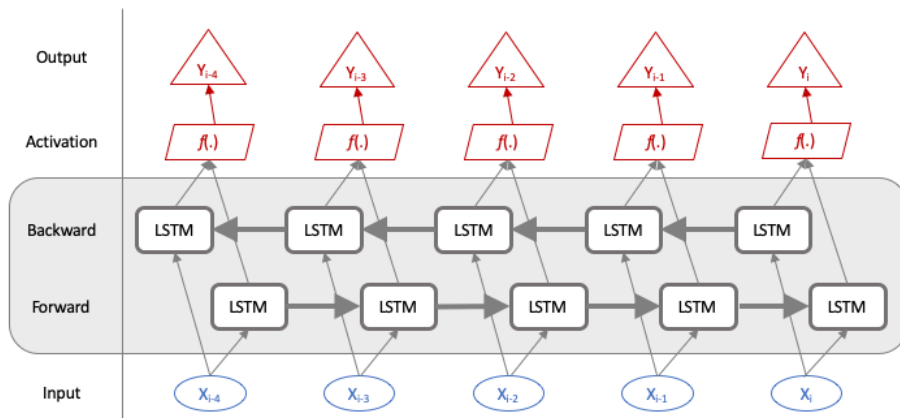 Output Y_{i-4} Y_{i-3} Y_{i-2} Y_{i-1} Y_i
Activation f(.) f(.) f(.) f(.) f(.)
Backward LSTM LSTM LSTM LSTM LSTM
Forward LSTM LSTM LSTM LSTM LSTM
Input X_{i-4} X_{i-3} X_{i-2} X_{i-1} X_i